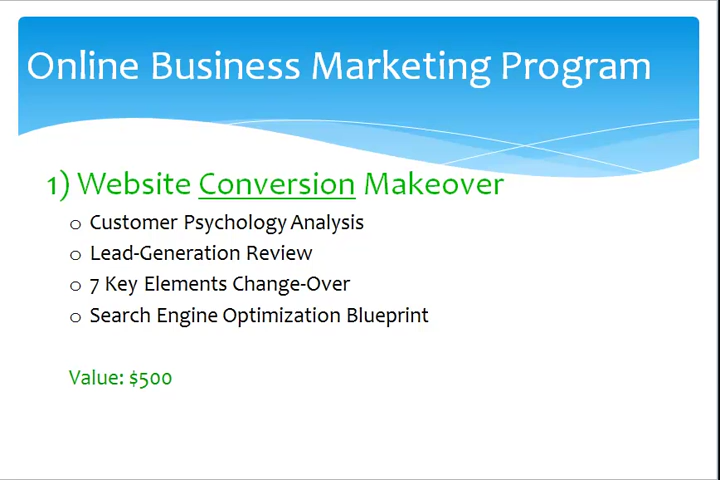 Online Business Marketing Program
1) Website Conversion Makeover
o Customer Psychology Analysis
o Lead-Generation Review
o 7 Key Elements Change-Over
o Search Engine Optimization Blueprint
Value: $500